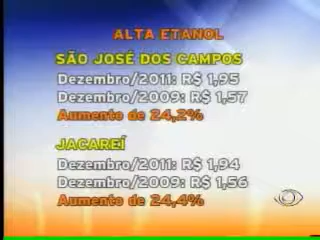 ALTA ETANOL
SÃO JOSÉ DOS CAMPOS
Dezembro/2011: R$ 1,95
Dezembro/2009: R$ 1,57
Aumento de 24,2%
JACAREÍ
Dezembro/2011: R$ 1,94
Dezembro/2009: R$ 1,56
Aumento de 24,4%